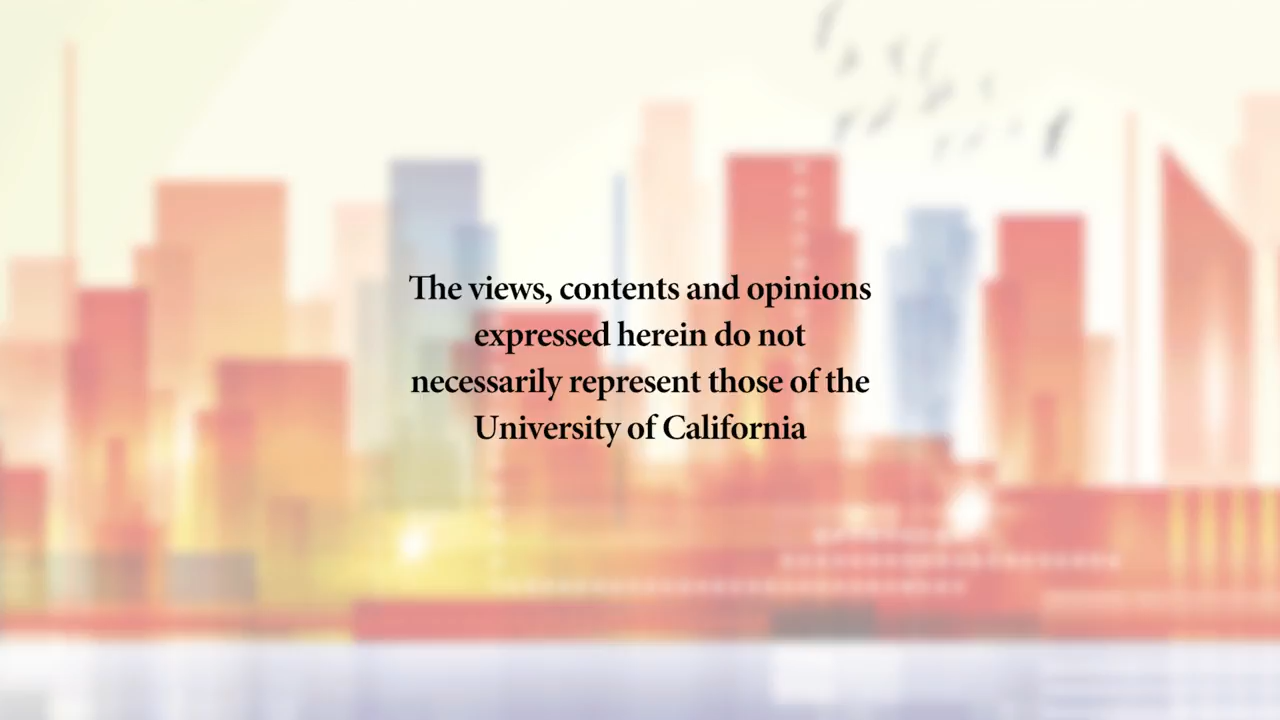 The views, contents and opinions
expressed herein do not
necessarily represent those of the
University of California